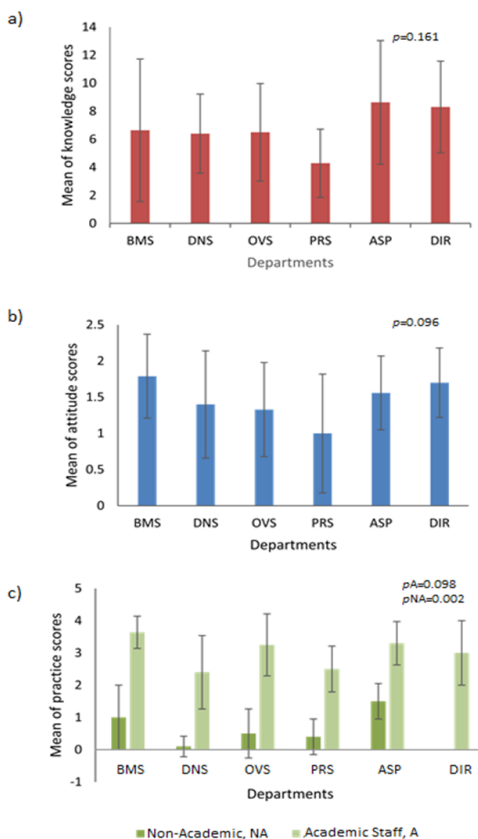 a)
14
12
10
8
6
4
2
0
Mean of knowledge scores
p=0.161
BMS DNS OVS PRS ASP DIR
Departments
b)
2.5
2
1.5
1
0.5
0
Mean of attitude scores
p=0.096
BMS DNS OVS PRS ASP DIR
Departments
c)
5
4
3
2
1
0
-1
Mean of practice scores
pA=0.098
pNA=0.002
BMS DNS OVS PRS ASP DIR
Departments
Non-Academic, NA Academic Staff, A